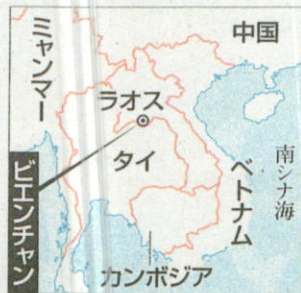 中国
ミャンマー
ラオス
タイ
ベトナム
南シナ海
ビエンチャン
カンボジア